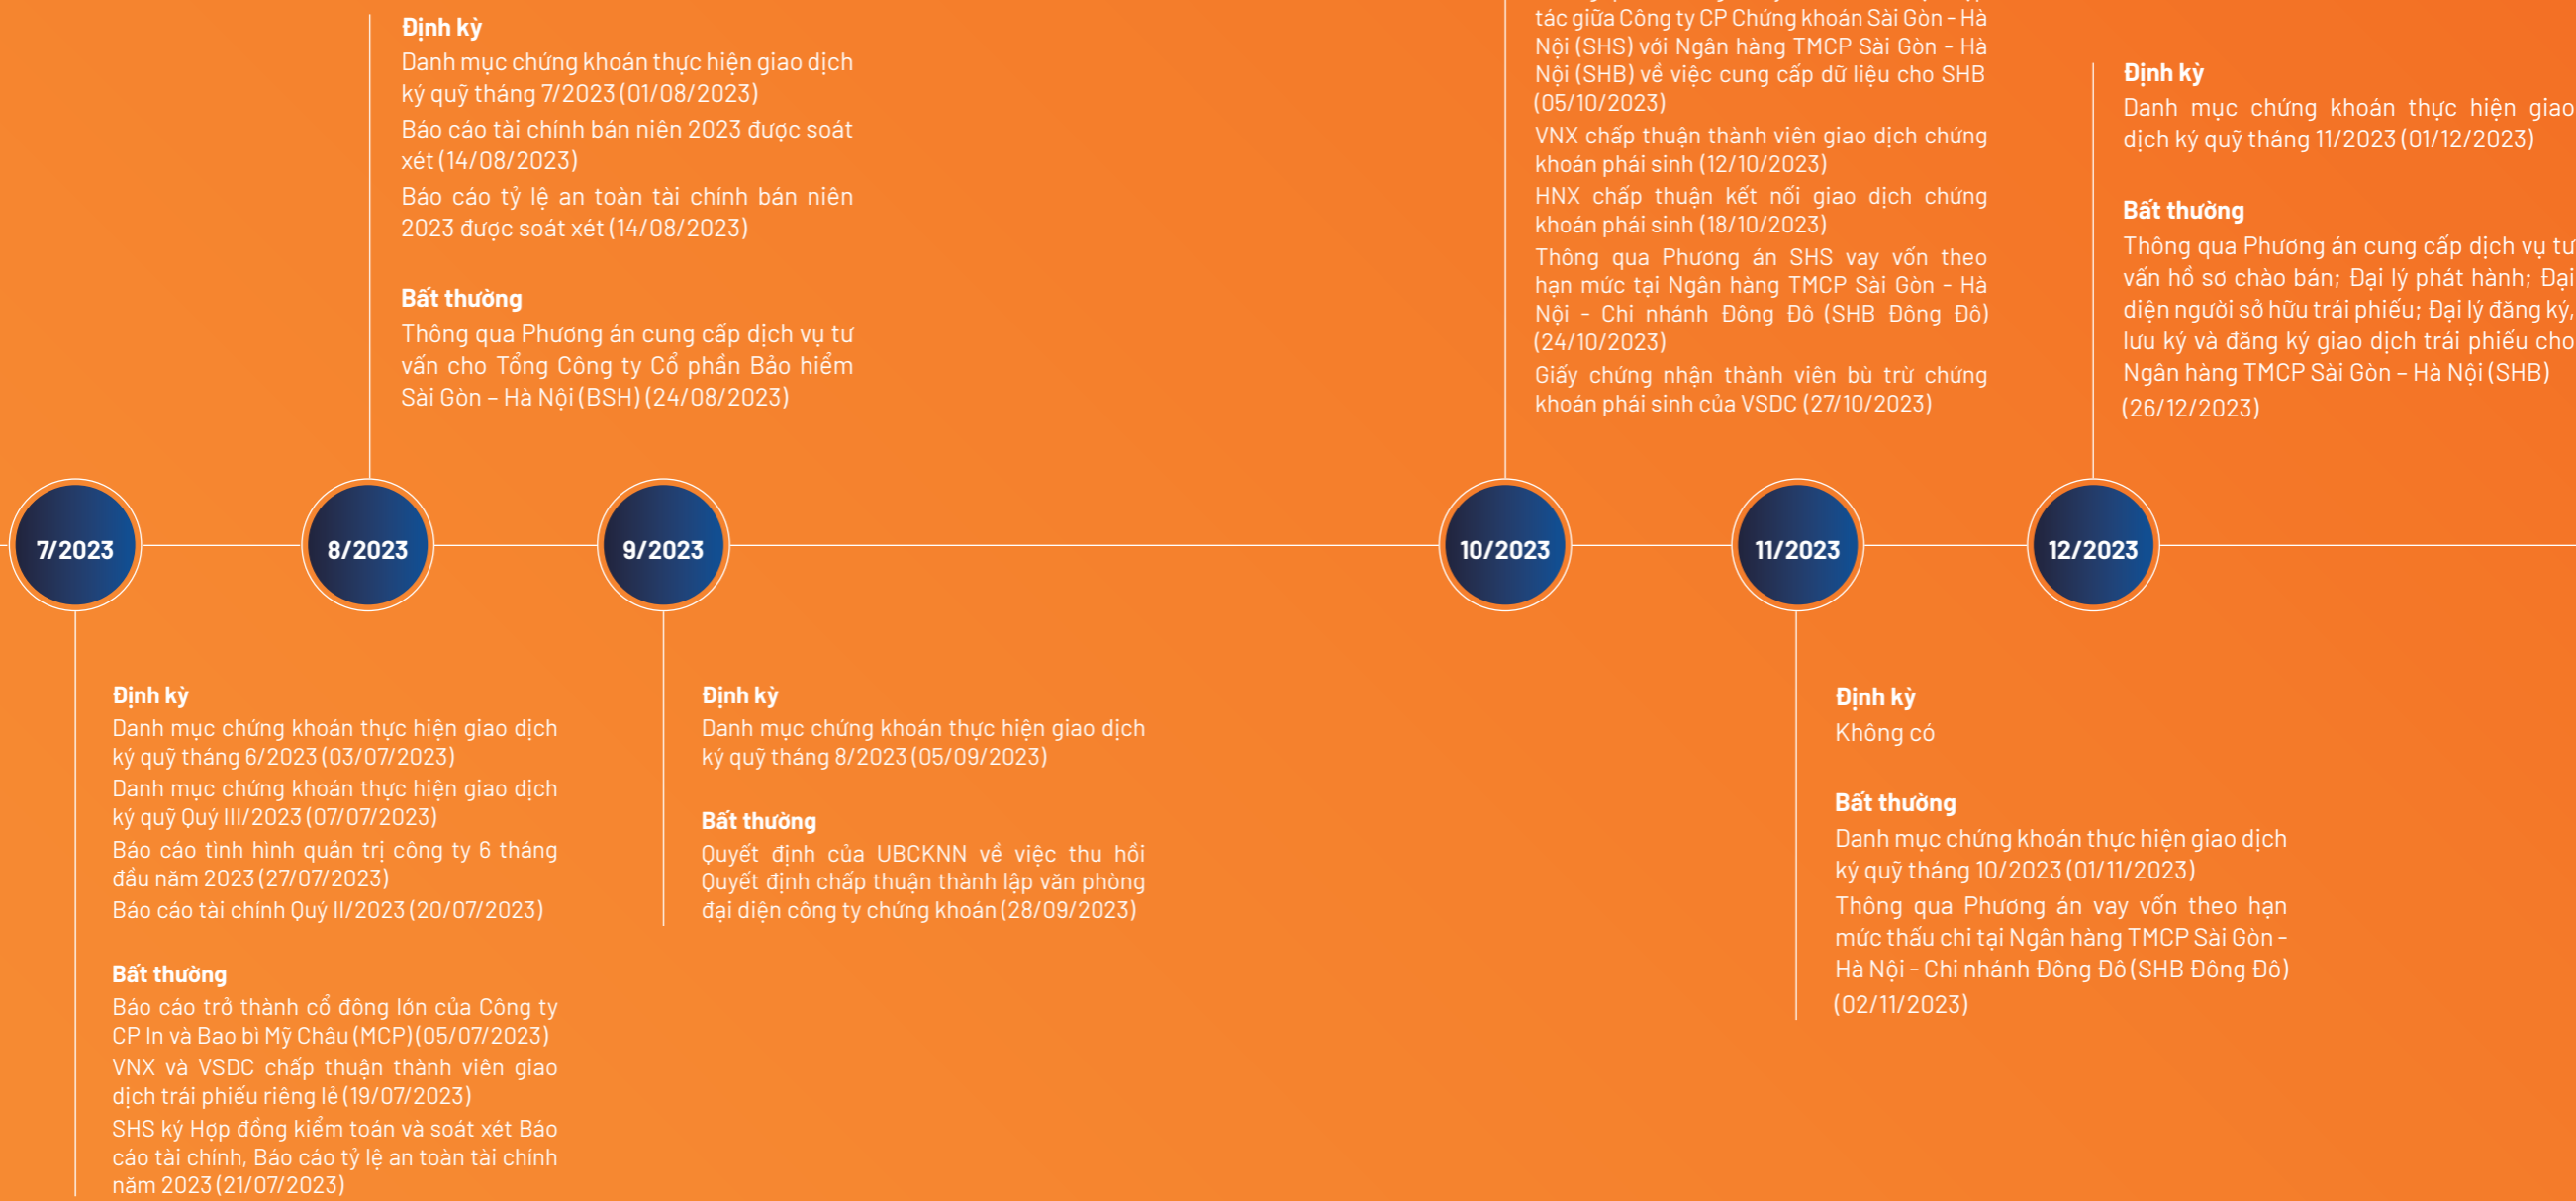 Định kỳ
Danh mục chứng khoán thực hiện giao dịch
ký quỹ tháng 7/2023 (01/08/2023)
Báo cáo tài chính bán niên 2023 được soát
xét (14/08/2023)
Báo cáo tỷ lệ an toàn tài chính bán niên
2023 được soát xét (14/08/2023)
Bất thường
Thông qua Phương án cung cấp dịch vụ tư
vấn cho Tổng Công ty Cổ phần Bảo hiểm
Sài Gòn – Hà Nội (BSH) (24/08/2023)
tác giữa Công ty CP Chứng khoán Sài Gòn - Hà
Nội (SHS) với Ngân hàng TMCP Sài Gòn - Hà
Nội (SHB) về việc cung cấp dữ liệu cho SHB
(05/10/2023)
VNX chấp thuận thành viên giao dịch chứng
khoán phái sinh (12/10/2023)
HNX chấp thuận kết nối giao dịch chứng
khoán phái sinh (18/10/2023)
Thông qua Phương án SHS vay vốn theo
hạn mức tại Ngân hàng TMCP Sài Gòn - Hà
Nội - Chi nhánh Đông Đô (SHB Đông Đô)
(24/10/2023)
Giấy chứng nhận thành viên bù trừ chứng
khoán phái sinh của VSDC (27/10/2023)
Định kỳ
Danh mục chứng khoán thực hiện giao
dịch ký quỹ tháng 11/2023 (01/12/2023)
Bất thường
Thông qua Phương án cung cấp dịch vụ tư
vấn hồ sơ chào bán; Đại lý phát hành; Đại
diện người sở hữu trái phiếu; Đại lý đăng ký,
lưu ký và đăng ký giao dịch trái phiếu cho
Ngân hàng TMCP Sài Gòn – Hà Nội (SHB)
(26/12/2023)
7/2023
8/2023
9/2023
10/2023
11/2023
12/2023
Định kỳ
Danh mục chứng khoán thực hiện giao dịch
ký quỹ tháng 6/2023 (03/07/2023)
Danh mục chứng khoán thực hiện giao dịch
ký quỹ Quý III/2023 (07/07/2023)
Báo cáo tình hình quản trị công ty 6 tháng
đầu năm 2023 (27/07/2023)
Báo cáo tài chính Quý II/2023 (20/07/2023)
Bất thường
Báo cáo trở thành cổ đông lớn của Công ty
CP In và Bao bì Mỹ Châu (MCP) (05/07/2023)
VNX và VSDC chấp thuận thành viên giao
dịch trái phiếu riêng lẻ (19/07/2023)
SHS ký Hợp đồng kiểm toán và soát xét Báo
cáo tài chính, Báo cáo tỷ lệ an toàn tài chính
năm 2023 (21/07/2023)
Định kỳ
Danh mục chứng khoán thực hiện giao dịch
ký quỹ tháng 8/2023 (05/09/2023)
Bất thường
Quyết định của UBCKNN về việc thu hồi
Quyết định chấp thuận thành lập văn phòng
đại diện công ty chứng khoán (28/09/2023)
Định kỳ
Không có
Bất thường
Danh mục chứng khoán thực hiện giao dịch
ký quỹ tháng 10/2023 (01/11/2023)
Thông qua Phương án vay vốn theo hạn
mức thấu chi tại Ngân hàng TMCP Sài Gòn -
Hà Nội - Chi nhánh Đông Đô (SHB Đông Đô)
(02/11/2023)